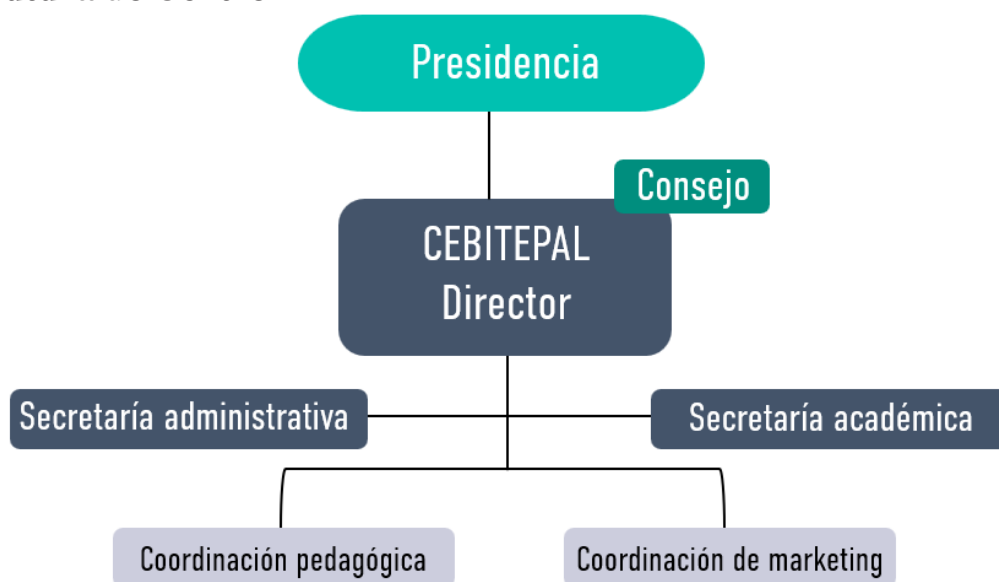 Presidencia
Consejo
CEBITEPAL
Director
Secretaría administrativa
Secretaría académica
Coordinación pedagógica
Coordinación de marketing